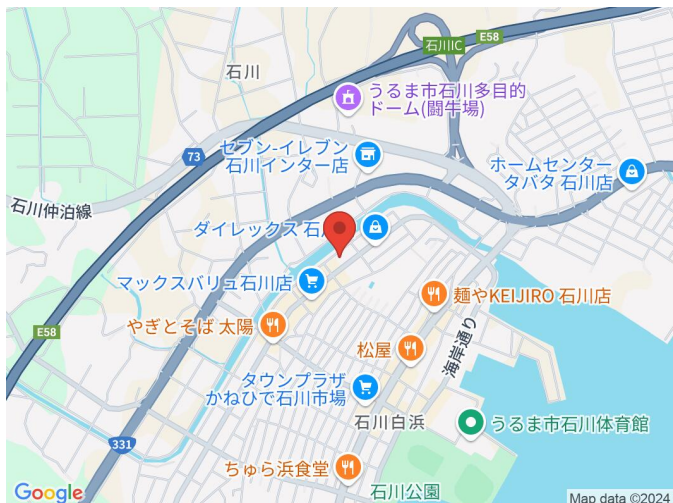 E58
石川IC
石川
うるま市石川多目的
ドーム(闘牛場)
セブン-イレブン
石川インター店
73
ホームセンター
タバタ 石川店
石川仲泊線
ダイレックス 石
マックスバリュ石川店
麺やKEIJIRO 石川店
E58
やぎとそば 太陽
松屋
海岸通り
タウンプラザ
かねひで石川市場
石川白浜
うるま市石川体育館
331
ちゅら浜食堂
石川公園
Google
Map data ©2024